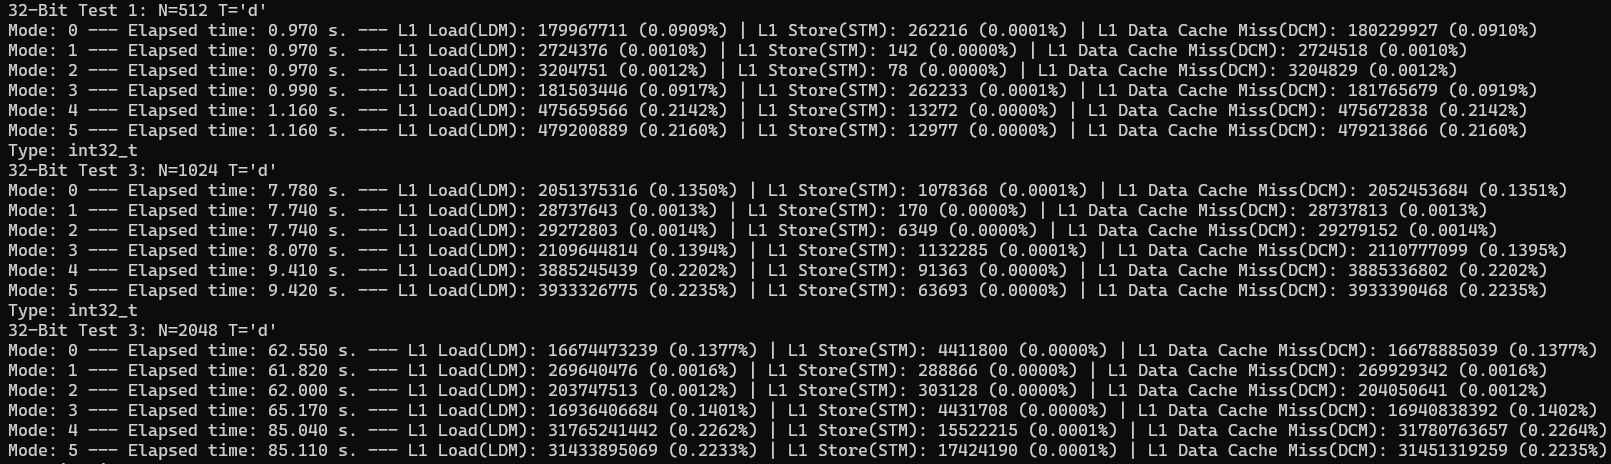 32-Bit Test 1: N=512 T='d'
Mode: 0 --- Elapsed time: 0.970 s. --- L1 Load(LDM): 179967711 (0.0909%) | L1 Store(STM): 262216 (0.0001%) | L1 Data Cache Miss(DCM): 180229927 (0.0910%)
Mode: 1 --- Elapsed time: 0.970 s. --- L1 Load(LDM): 2724376 (0.0010%) | L1 Store(STM): 142 (0.0000%) | L1 Data Cache Miss(DCM): 2724518 (0.0010%)
Mode: 2 --- Elapsed time: 0.970 s. --- L1 Load(LDM): 3204751 (0.0012%) | L1 Store(STM): 78 (0.0000%) | L1 Data Cache Miss(DCM): 3204829 (0.0012%)
Mode: 3 --- Elapsed time: 0.990 s. --- L1 Load(LDM): 181503446 (0.0917%) | L1 Store(STM): 262233 (0.0001%) | L1 Data Cache Miss(DCM): 181765679 (0.0919%)
Mode: 4 --- Elapsed time: 1.160 s. --- L1 Load(LDM): 475659566 (0.2142%) | L1 Store(STM): 13272 (0.0000%) | L1 Data Cache Miss(DCM): 475672838 (0.2142%)
Mode: 5 --- Elapsed time: 1.160 s. --- L1 Load(LDM): 479200889 (0.2160%) | L1 Store(STM): 12977 (0.0000%) | L1 Data Cache Miss(DCM): 479213866 (0.2160%)
Type: int32_t
32-Bit Test 3: N=1024 T='d'
Mode: 0 --- Elapsed time: 7.780 s. --- L1 Load(LDM): 2051375316 (0.1350%) | L1 Store(STM): 1078368 (0.0001%) | L1 Data Cache Miss(DCM): 2052453684 (0.1351%)
Mode: 1 --- Elapsed time: 7.740 s. --- L1 Load(LDM): 28737643 (0.0013%) | L1 Store(STM): 170 (0.0000%) | L1 Data Cache Miss(DCM): 28737813 (0.0013%)
Mode: 2 --- Elapsed time: 7.740 s. --- L1 Load(LDM): 29272803 (0.0014%) | L1 Store(STM): 6349 (0.0000%) | L1 Data Cache Miss(DCM): 29279152 (0.0014%)
Mode: 3 --- Elapsed time: 8.070 s. --- L1 Load(LDM): 2109644814 (0.1394%) | L1 Store(STM): 1132285 (0.0001%) | L1 Data Cache Miss(DCM): 2110777099 (0.1395%)
Mode: 4 --- Elapsed time: 9.410 s. --- L1 Load(LDM): 3885245439 (0.2202%) | L1 Store(STM): 91363 (0.0000%) | L1 Data Cache Miss(DCM): 3885336802 (0.2202%)
Mode: 5 --- Elapsed time: 9.420 s. --- L1 Load(LDM): 3933326775 (0.2235%) | L1 Store(STM): 63693 (0.0000%) | L1 Data Cache Miss(DCM): 3933390468 (0.2235%)
Type: int32_t
32-Bit Test 3: N=2048 T='d'
Mode: 0 --- Elapsed time: 62.550 s. --- L1 Load(LDM): 16674473239 (0.1377%) | L1 Store(STM): 4411800 (0.0000%) | L1 Data Cache Miss(DCM): 16678885039 (0.1377%)
Mode: 1 --- Elapsed time: 61.820 s. --- L1 Load(LDM): 269640476 (0.0016%) | L1 Store(STM): 288866 (0.0000%) | L1 Data Cache Miss(DCM): 269929342 (0.0016%)
Mode: 2 --- Elapsed time: 62.000 s. --- L1 Load(LDM): 203747513 (0.0012%) | L1 Store(STM): 303128 (0.0000%) | L1 Data Cache Miss(DCM): 204050641 (0.0012%)
Mode: 3 --- Elapsed time: 65.170 s. --- L1 Load(LDM): 16936406684 (0.1401%) | L1 Store(STM): 4431708 (0.0000%) | L1 Data Cache Miss(DCM): 16940838392 (0.1402%)
Mode: 4 --- Elapsed time: 85.040 s. --- L1 Load(LDM): 31765241442 (0.2262%) | L1 Store(STM): 15522215 (0.0001%) | L1 Data Cache Miss(DCM): 31780763657 (0.2264%)
Mode: 5 --- Elapsed time: 85.110 s. --- L1 Load(LDM): 31433895069 (0.2233%) | L1 Store(STM): 17424190 (0.0001%) | L1 Data Cache Miss(DCM): 31451319259 (0.2235%)